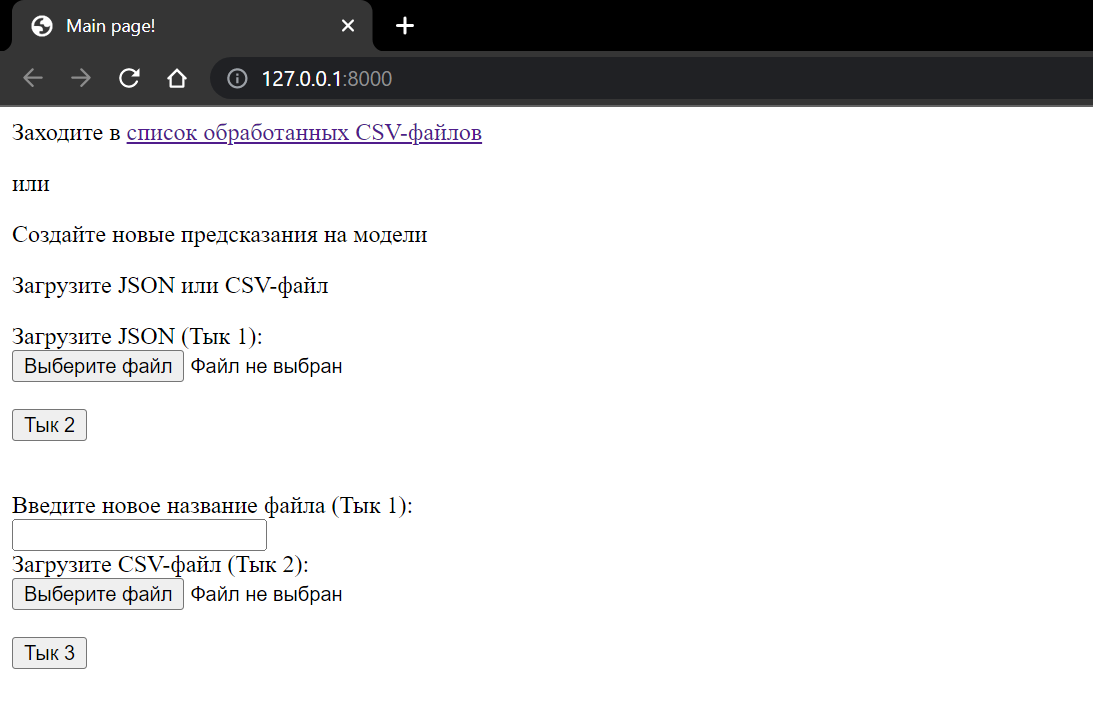 Main page!
127.0.0.1:8000
Заходите в список обработанных CSV-файлов
или
Создайте новые предсказания на модели
Загрузите JSON или CSV-файл
Загрузите JSON (Тык 1):
Выберите файл Файл не выбран
Тык 2
Введите новое название файла (Тык 1):
Загрузите CSV-файл (Тык 2):
Выберите файл Файл не выбран
Тык 3